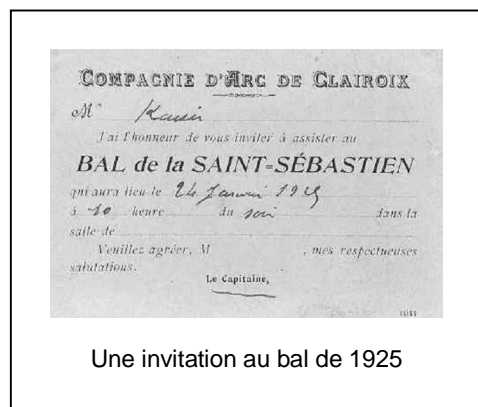 COMPAGNIE D'ARC DE CLAIROIX
M
J'ai l'honneur de vous inviter à assister au
BAL de la SAINT=SÉBASTIEN
qui aura lieu le 24 Janvier 1925
à 10 heure du soir dans la
salle de
Veuillez agréer, M , mes respectueuses
salutations.
Le Capitaine,
Une invitation au bal de 1925